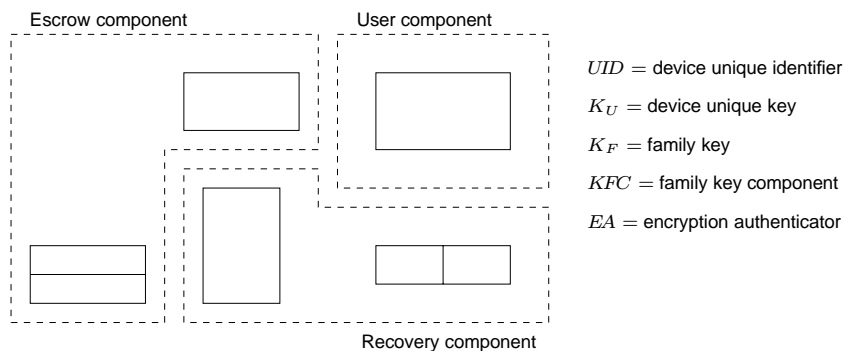 Escrow component
User component
UID = device unique identifier
K_U = device unique key
K_F = family key
KFC = family key component
EA = encryption authenticator
Recovery component